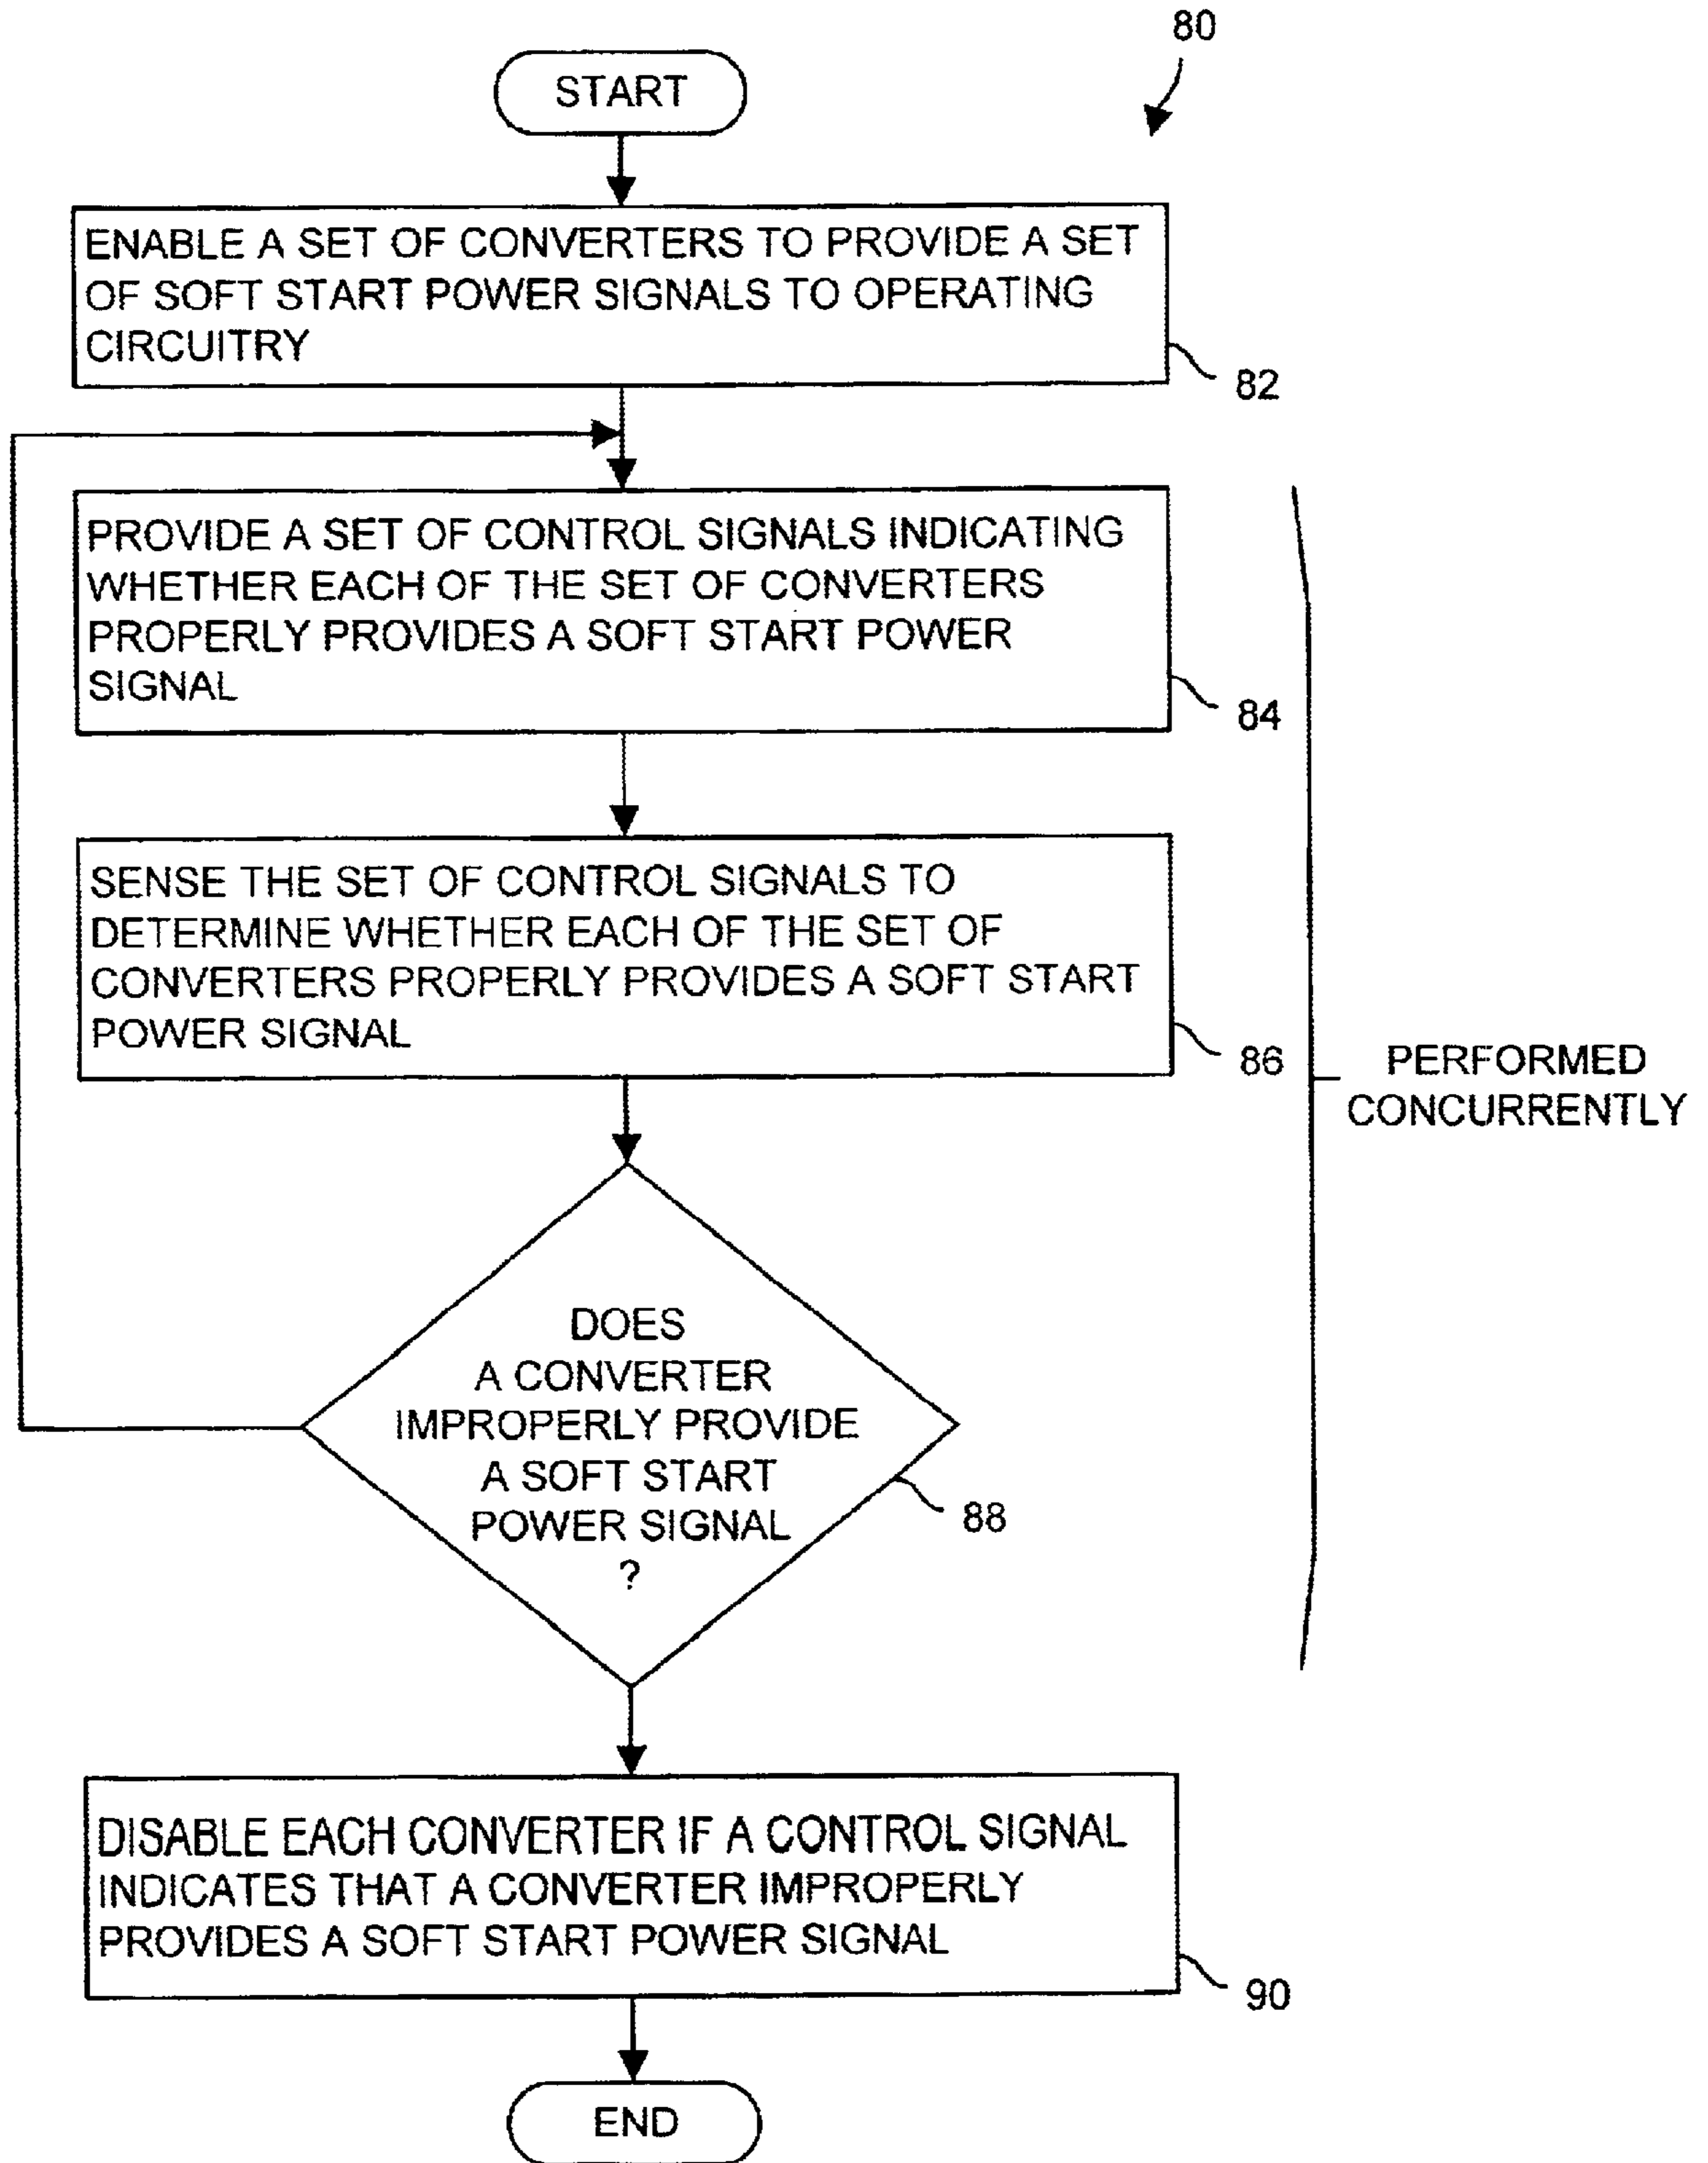 80
START
ENABLE A SET OF CONVERTERS TO PROVIDE A SET
OF SOFT START POWER SIGNALS TO OPERATING
CIRCUITRY
82
PROVIDE A SET OF CONTROL SIGNALS INDICATING
WHETHER EACH OF THE SET OF CONVERTERS
PROPERLY PROVIDES A SOFT START POWER
SIGNAL
84
SENSE THE SET OF CONTROL SIGNALS TO
DETERMINE WHETHER EACH OF THE SET OF
CONVERTERS PROPERLY PROVIDES A SOFT START
POWER SIGNAL
86
PERFORMED
CONCURRENTLY
DOES
A CONVERTER
IMPROPERLY PROVIDE
A SOFT START
POWER SIGNAL
?
88
DISABLE EACH CONVERTER IF A CONTROL SIGNAL
INDICATES THAT A CONVERTER IMPROPERLY
PROVIDES A SOFT START POWER SIGNAL
90
END